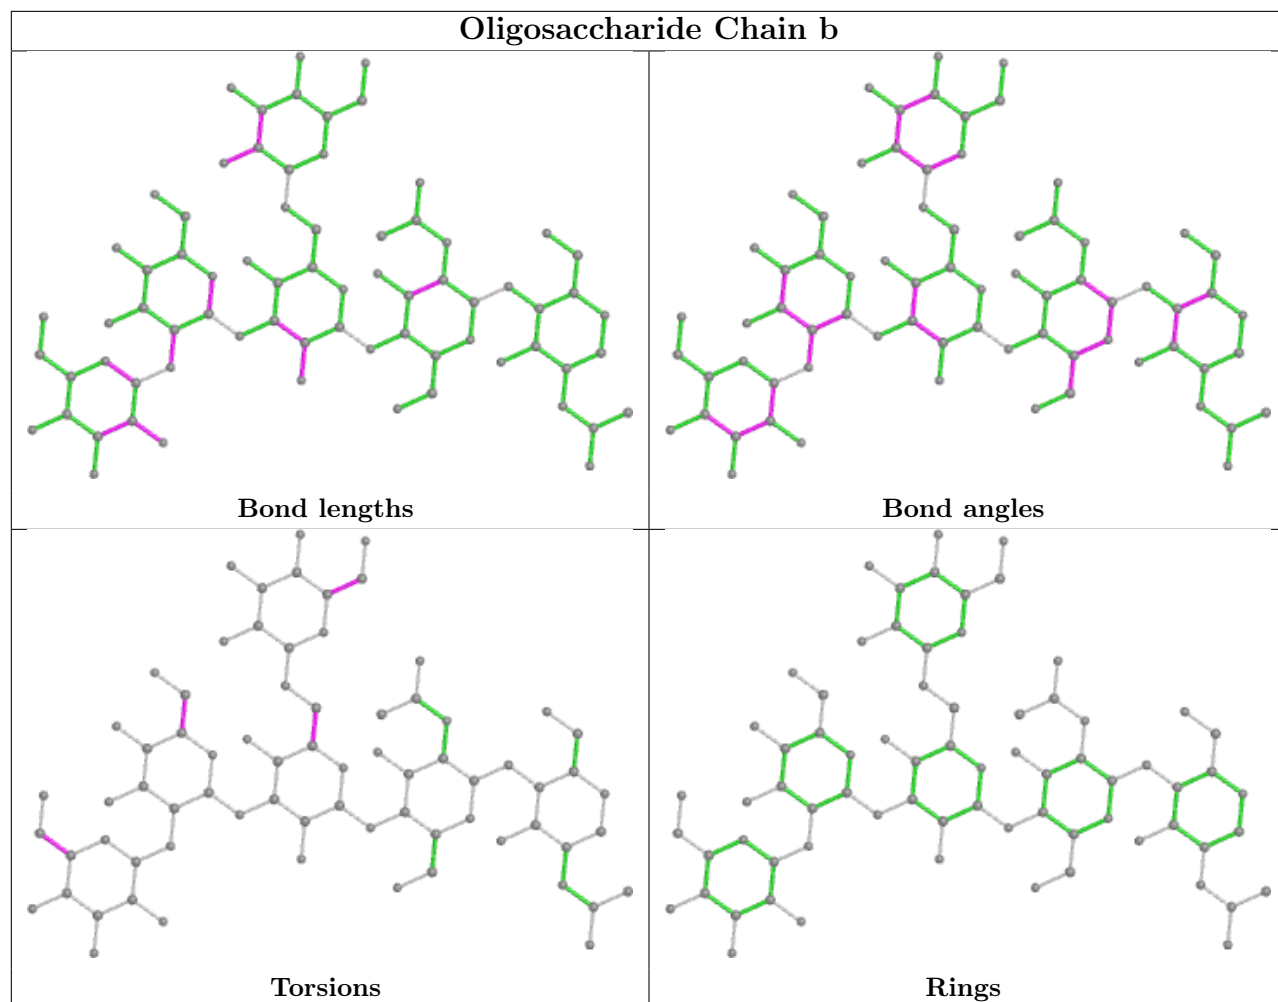 Oligosaccharide Chain b
Bond lengths
Bond angles
Torsions
Rings